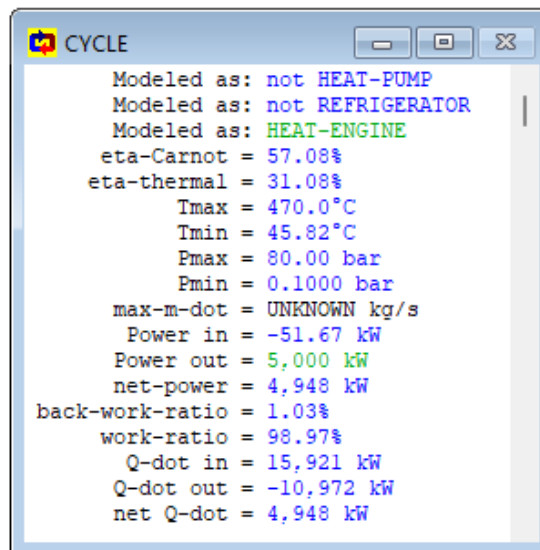 CYCLE
Modeled as: not HEAT-PUMP
Modeled as: not REFRIGERATOR
Modeled as: HEAT-ENGINE
eta-Carnot = 57.08%
eta-thermal = 31.08%
Tmax = 470.0°C
Tmin = 45.82°C
Pmax = 80.00 bar
Pmin = 0.1000 bar
max-m-dot = UNKNOWN kg/s
Power in = -51.67 kW
Power out = 5,000 kW
net-power = 4,948 kW
back-work-ratio = 1.03%
work-ratio = 98.97%
Q-dot in = 15,921 kW
Q-dot out = -10,972 kW
net Q-dot = 4,948 kW